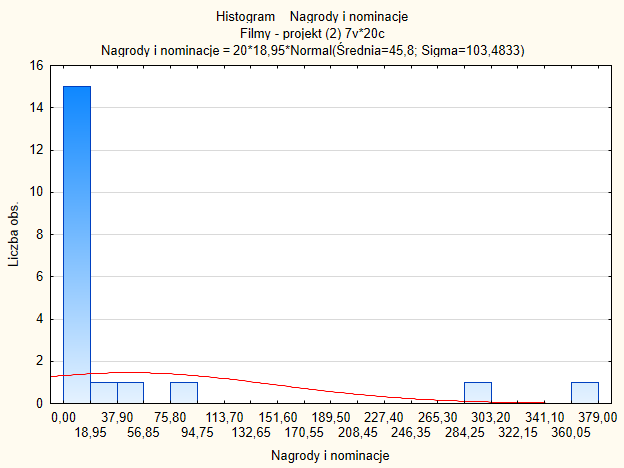 Histogram Nagrody i nominacje
Filmy - projekt (2) 7v*20c
Nagrody i nominacje = 20*18,95*Normal(Średnia=45,8; Sigma=103,4833)
16
14
12
10
8
6
4
2
0
Liczba obs.
0,00 37,90 75,80 113,70 151,60 189,50 227,40 265,30 303,20 341,10 379,00
18,95 56,85 94,75 132,65 170,55 208,45 246,35 284,25 322,15 360,05
Nagrody i nominacje